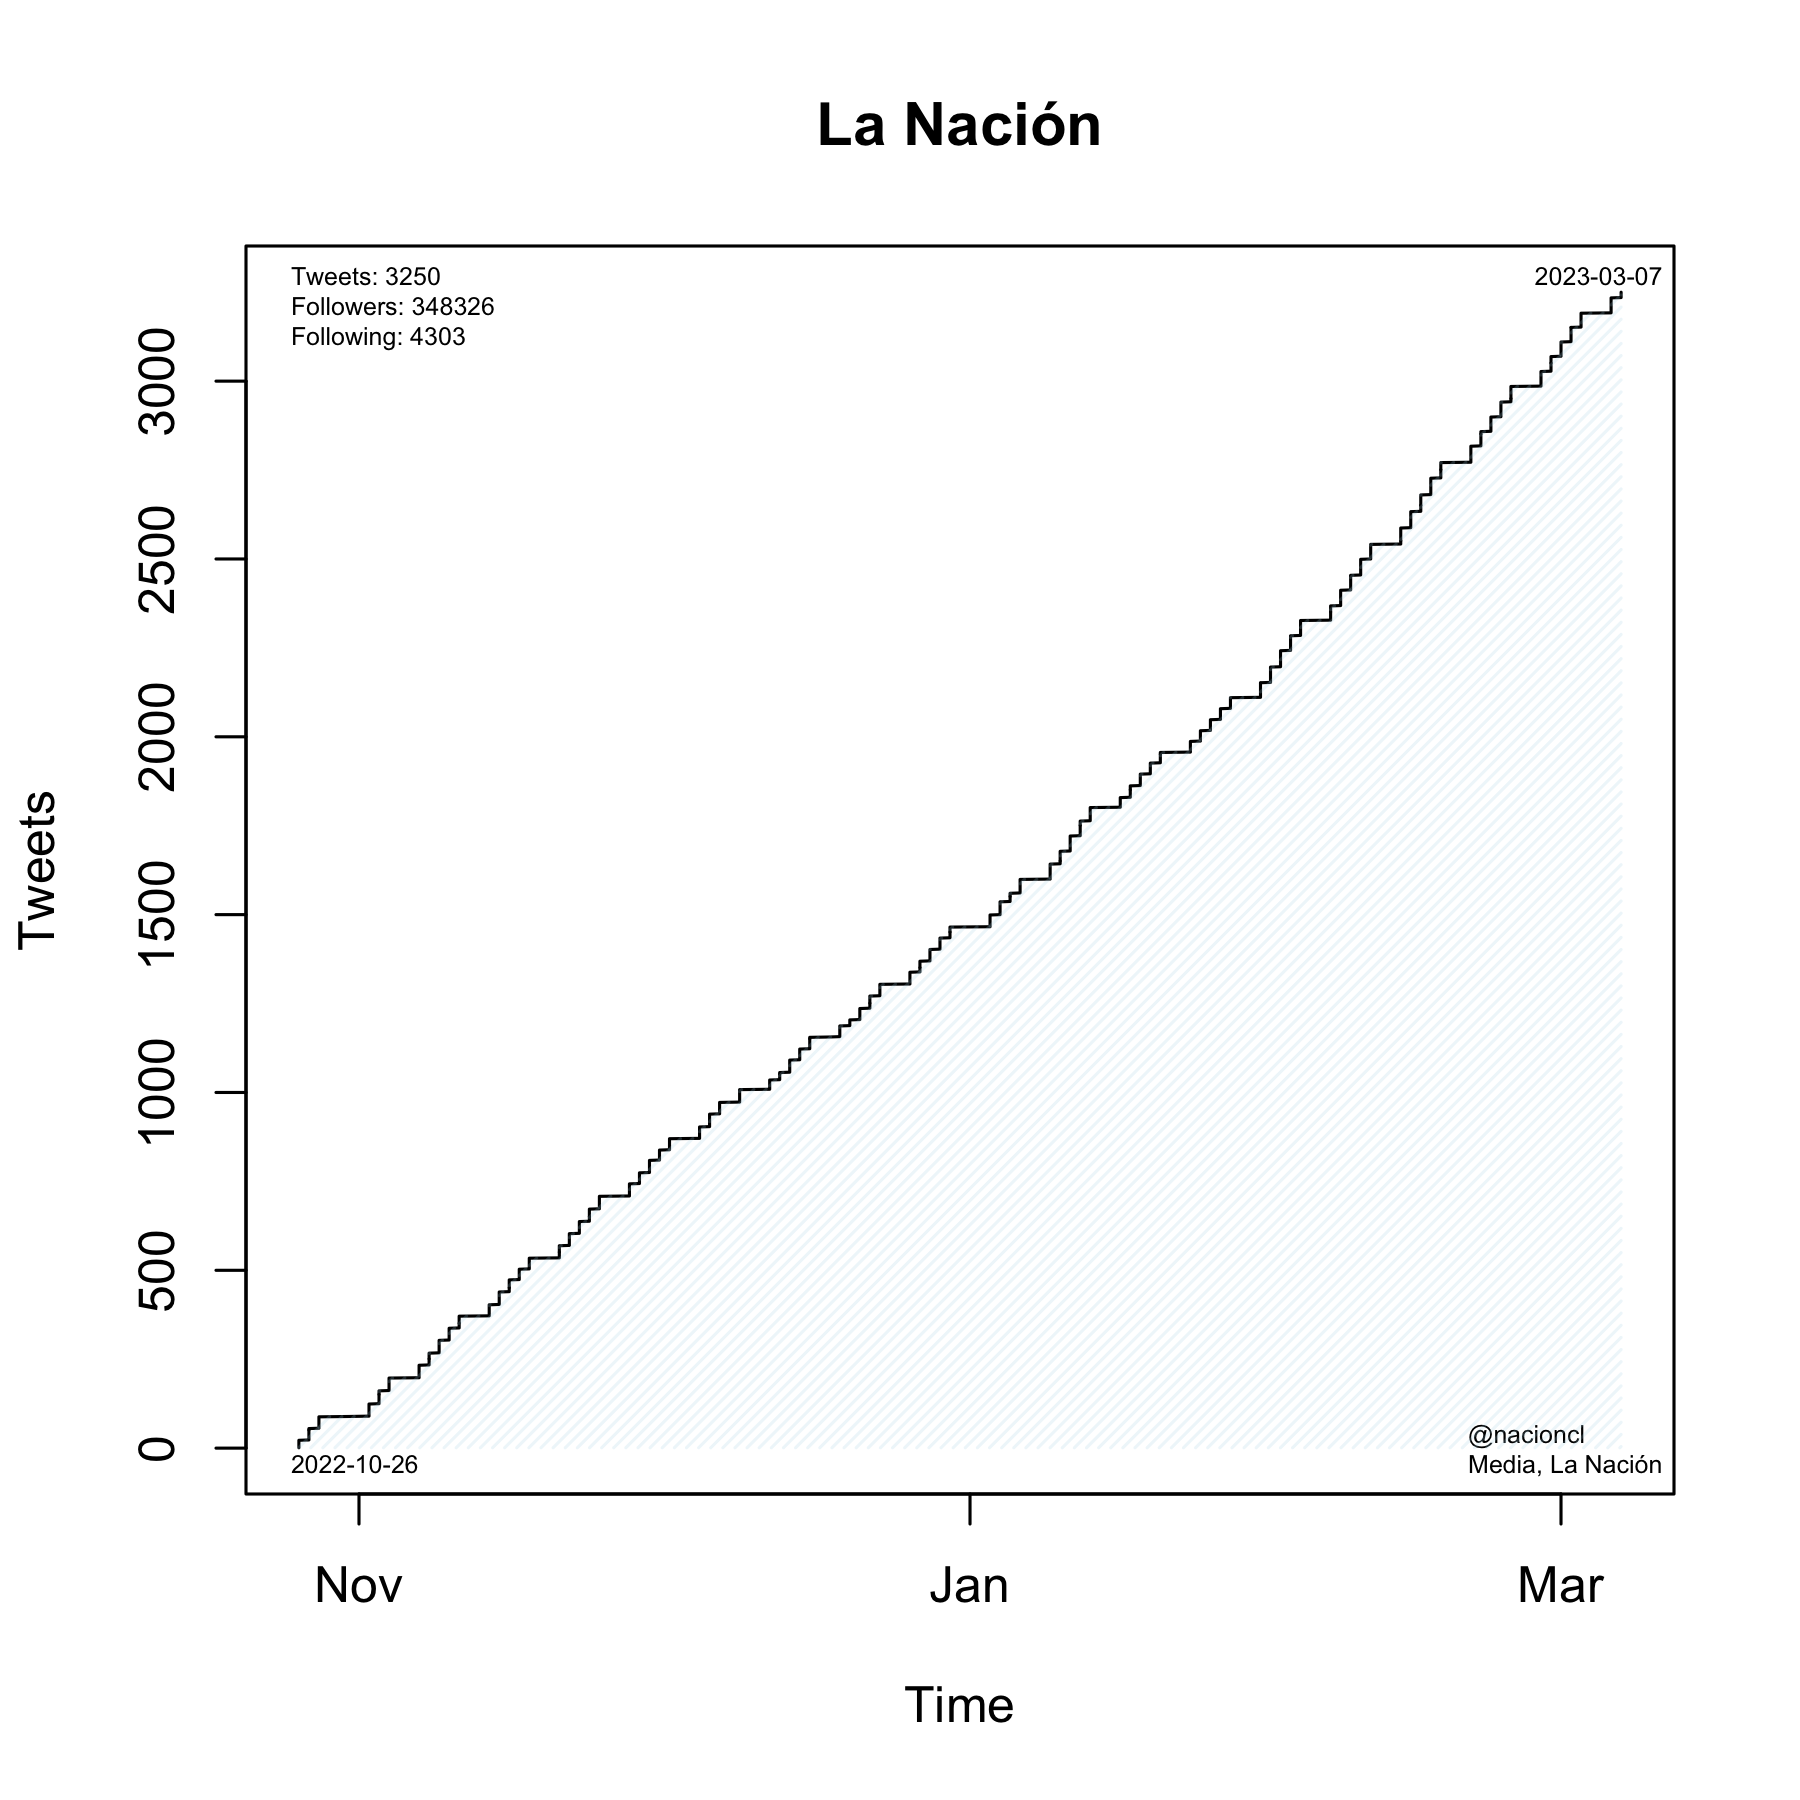 La Nación
Tweets: 3250
Followers: 348326
Following: 4303
2023-03-07
3000
2500
2000
1500
1000
500
0
Tweets
2022-10-26
@nacioncl
Media, La Nación
Nov
Jan
Mar
Time